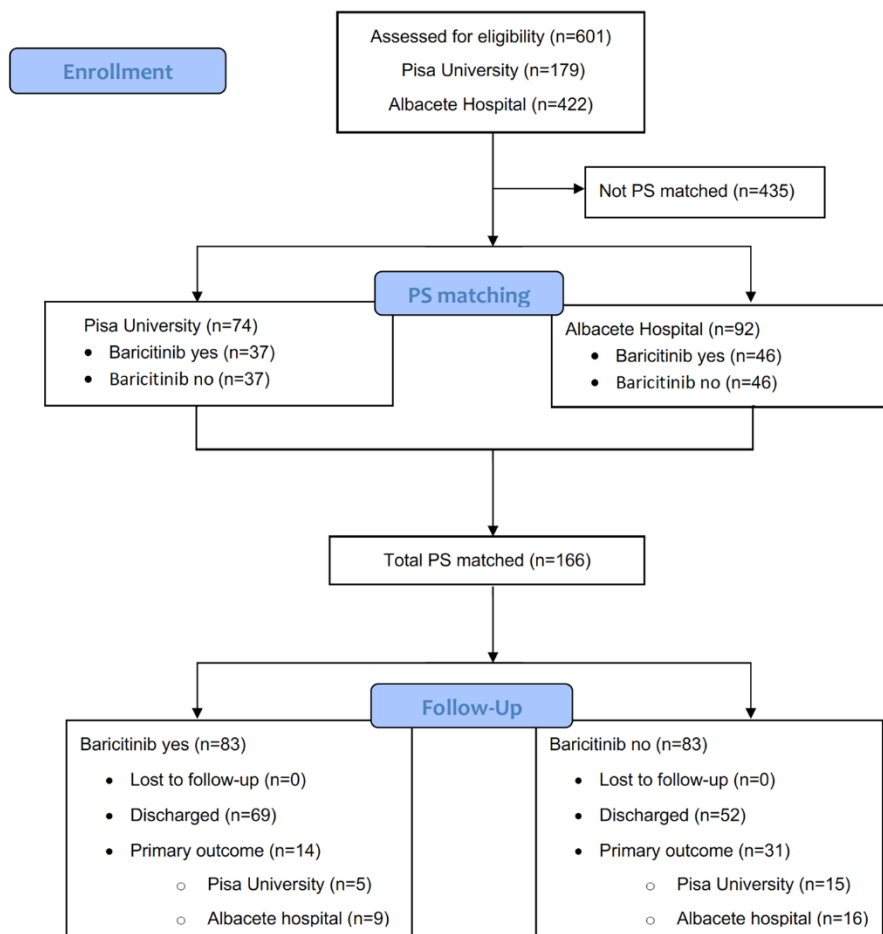 Enrollment
Assessed for eligibility (n=601)
Pisa University (n=179)
Albacete Hospital (n=422)
Not PS matched (n=435)
PS matching
Pisa University (n=74)
• Baricitinib yes (n=37)
• Baricitinib no (n=37)
Albacete Hospital (n=92)
• Baricitinib yes (n=46)
• Baricitinib no (n=46)
Total PS matched (n=166)
Follow-Up
Baricitinib yes (n=83)
• Lost to follow-up (n=0)
• Discharged (n=69)
• Primary outcome (n=14)
○ Pisa University (n=5)
○ Albacete hospital (n=9)
Baricitinib no (n=83)
• Lost to follow-up (n=0)
• Discharged (n=52)
• Primary outcome (n=31)
○ Pisa University (n=15)
○ Albacete hospital (n=16)